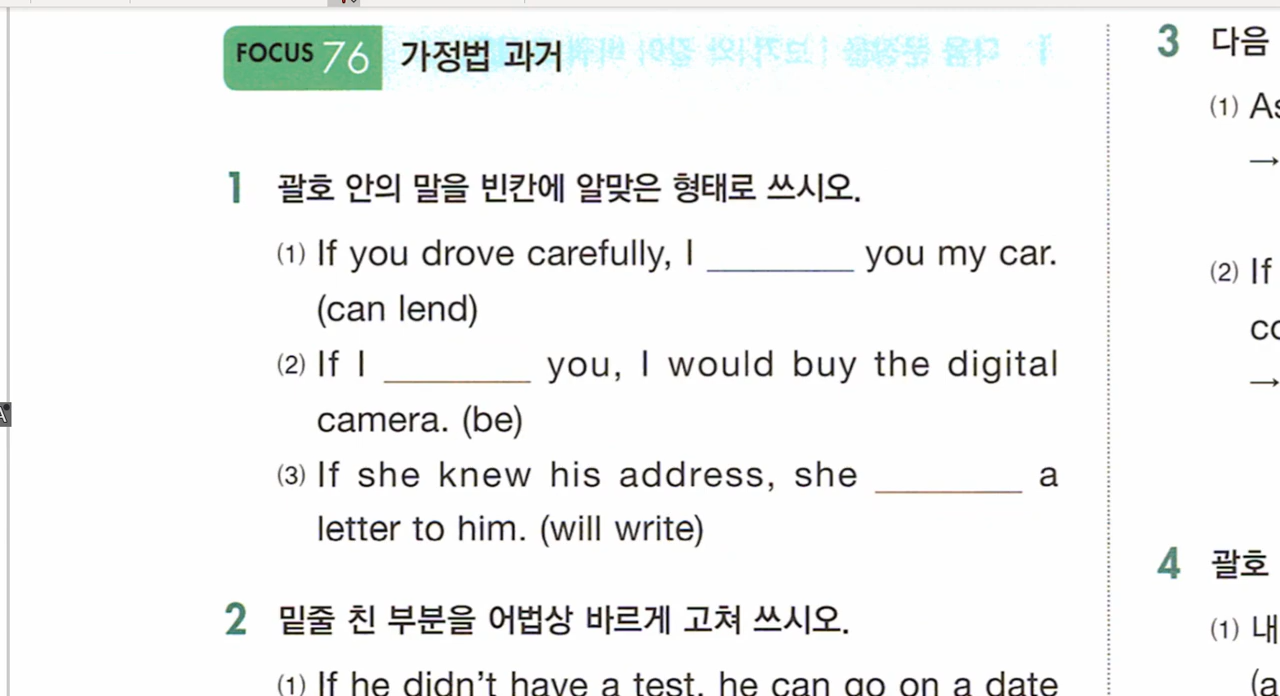 FOCUS 76 가정법 과거
1 괄호 안의 말을 빈칸에 알맞은 형태로 쓰시오.
(1) If you drove carefully, I ________ you my car.
(can lend)
(2) If I ________ you, I would buy the digital
camera. (be)
(3) If she knew his address, she ________ a
letter to him. (will write)
2 밑줄 친 부분을 어법상 바르게 고쳐 쓰시오.
(1) If he didn't have a test, he can go on a date
3 다음
(1) As
→
(2) If
co
→
4 괄호
(1) 내
(a